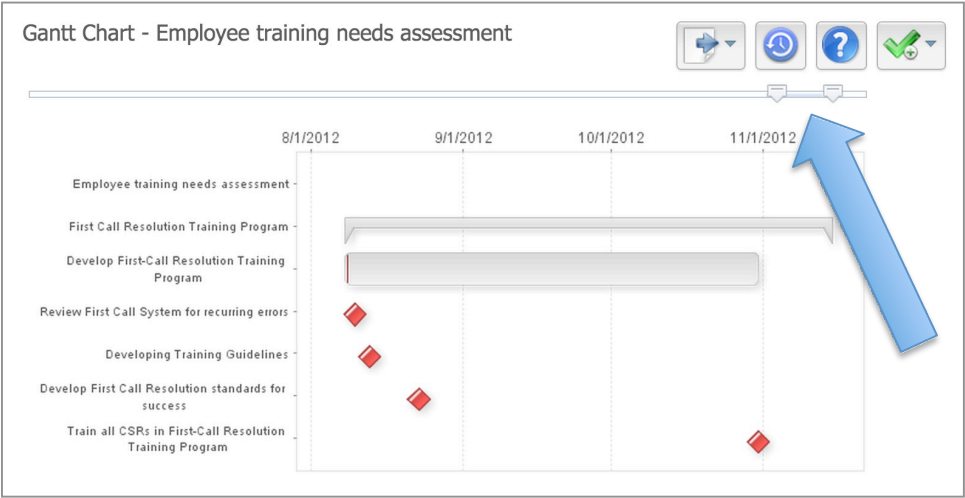 Gantt Chart - Employee training needs assessment
?
8/1/2012 9/1/2012 10/1/2012 11/1/2012
Employee training needs assessment
First Call Resolution Training Program
Develop First-Call Resolution Training
Program
Review First Call System for recurring errors
Developing Training Guidelines
Develop First Call Resolution standards for
success
Train all CSRs in First-Call Resolution
Training Program